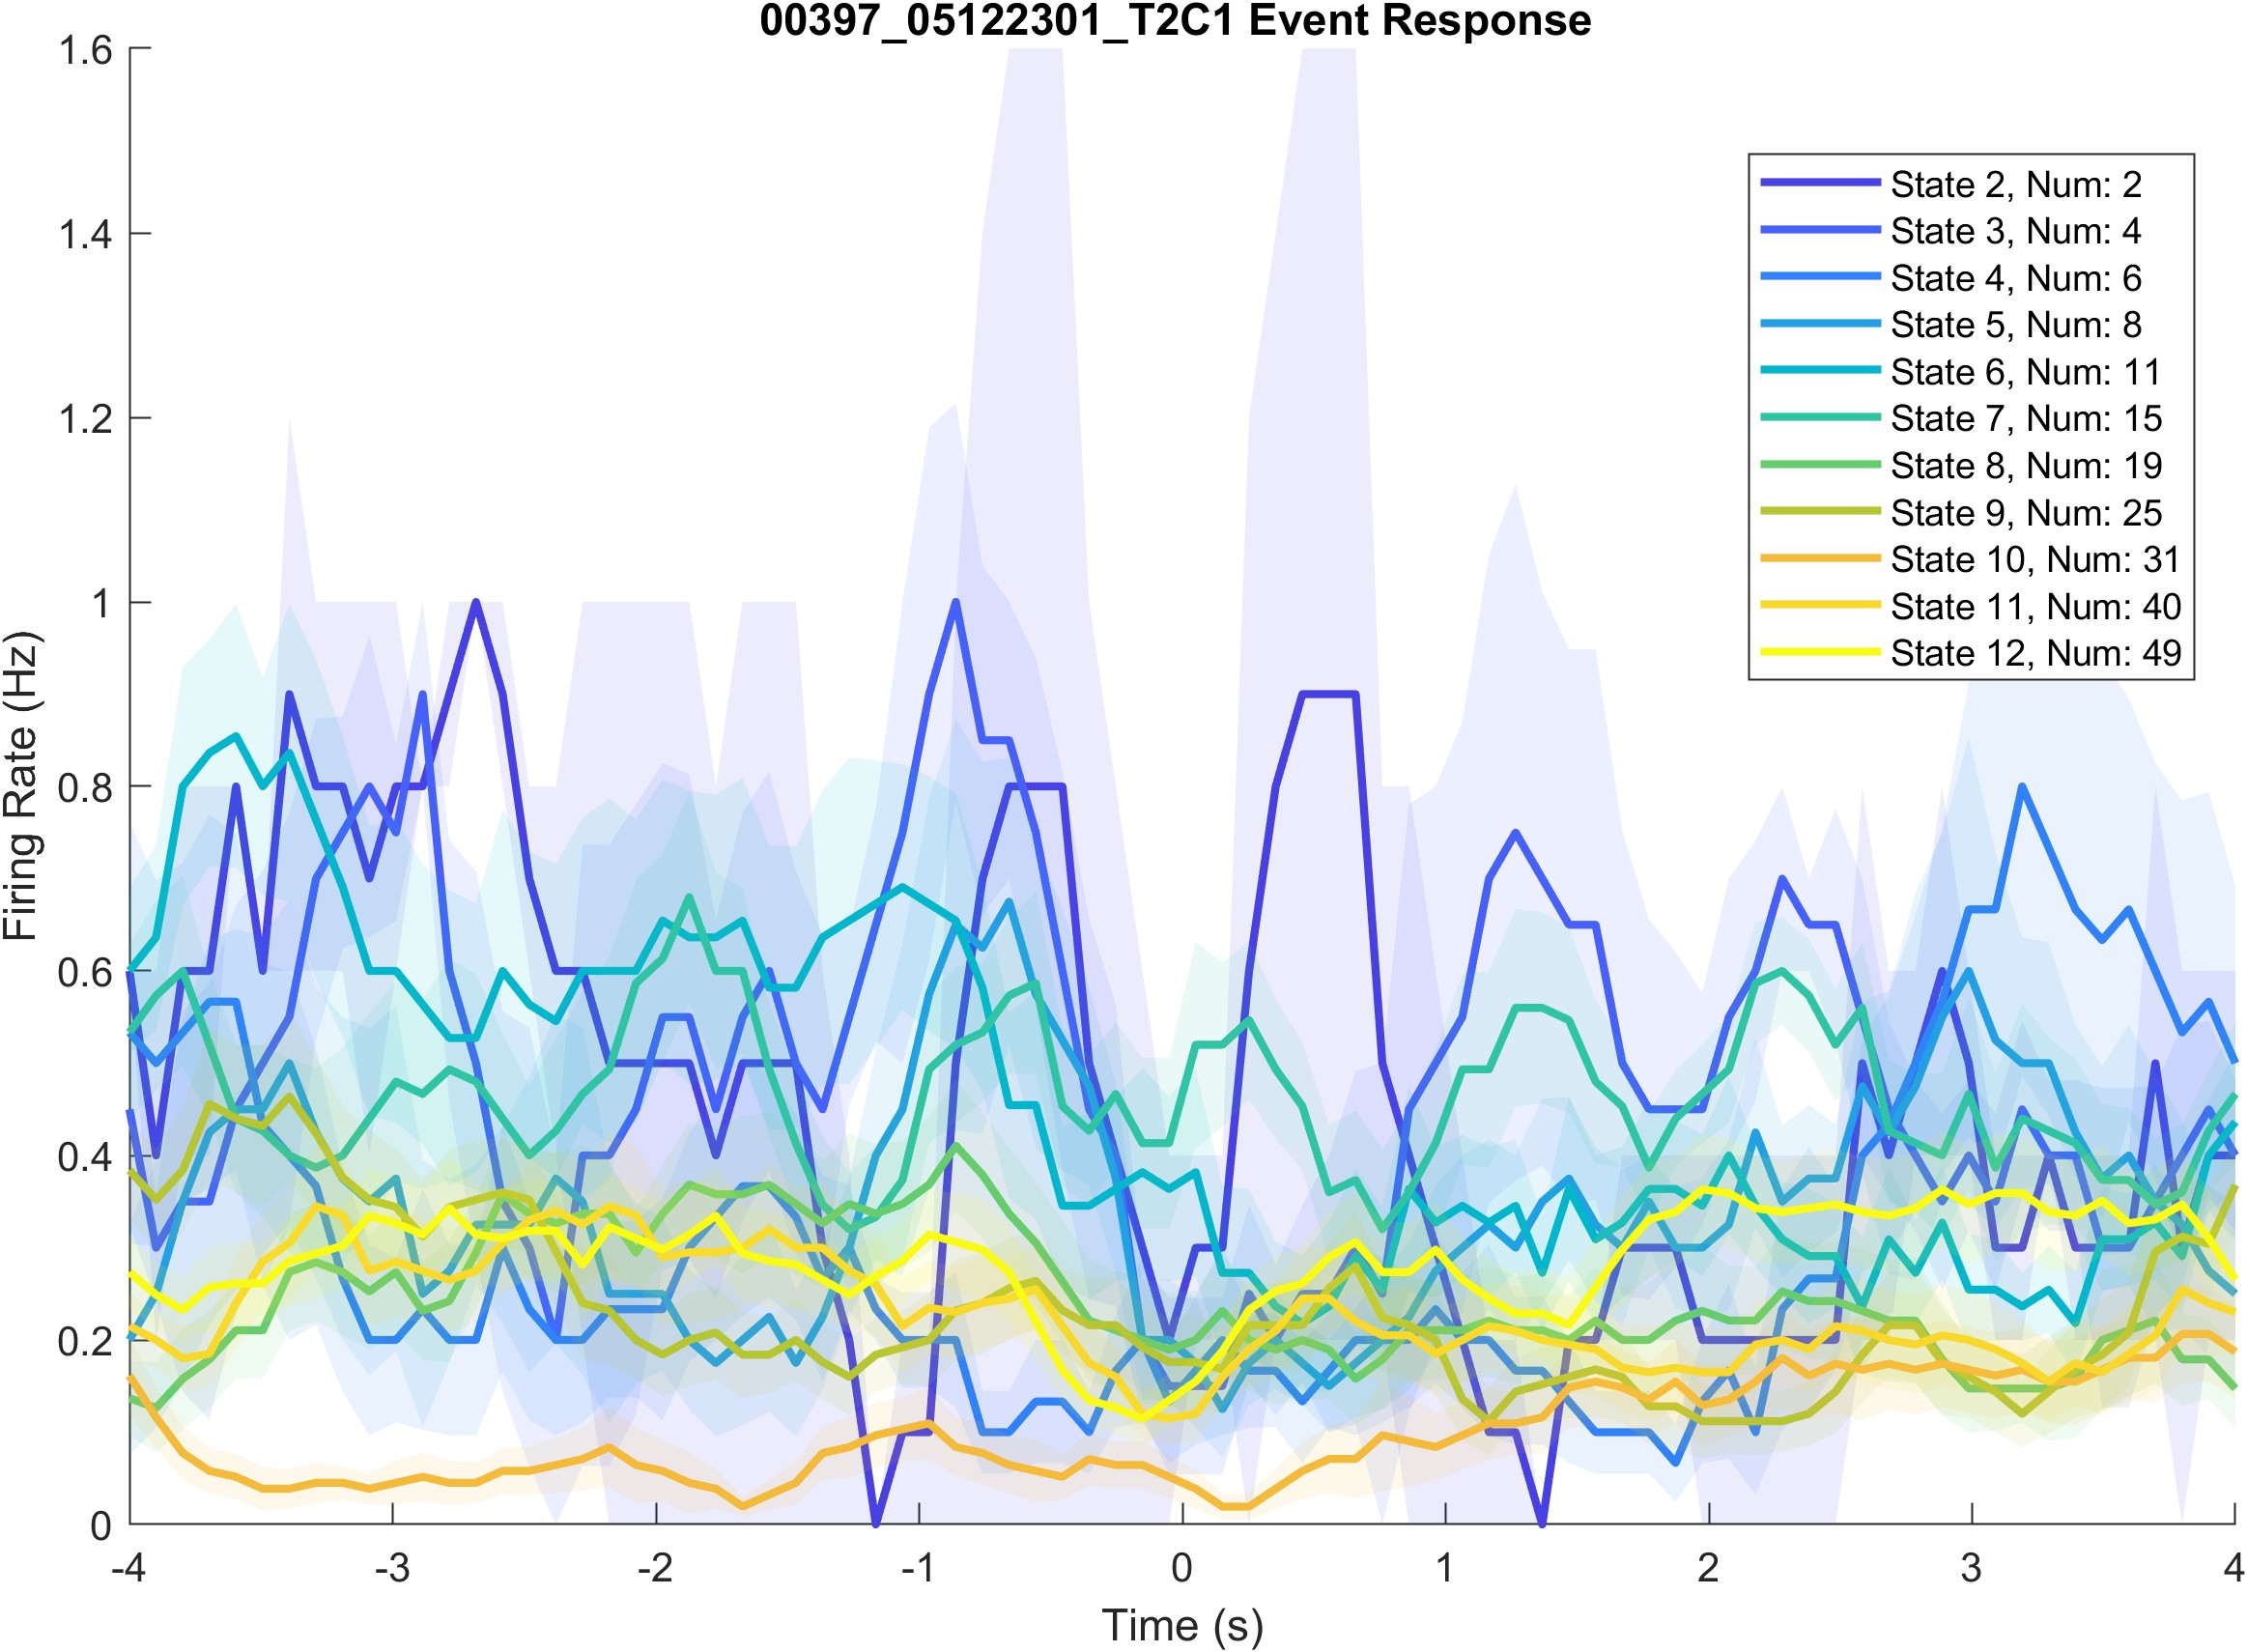 00397_05122301_T2C1 Event Response
1.6
1.4
1.2
1
0.8
0.6
0.4
0.2
0
Firing Rate (Hz)
State 2, Num: 2
State 3, Num: 4
State 4, Num: 6
State 5, Num: 8
State 6, Num: 11
State 7, Num: 15
State 8, Num: 19
State 9, Num: 25
State 10, Num: 31
State 11, Num: 40
State 12, Num: 49
-4 -3 -2 -1 0 1 2 3 4
Time (s)